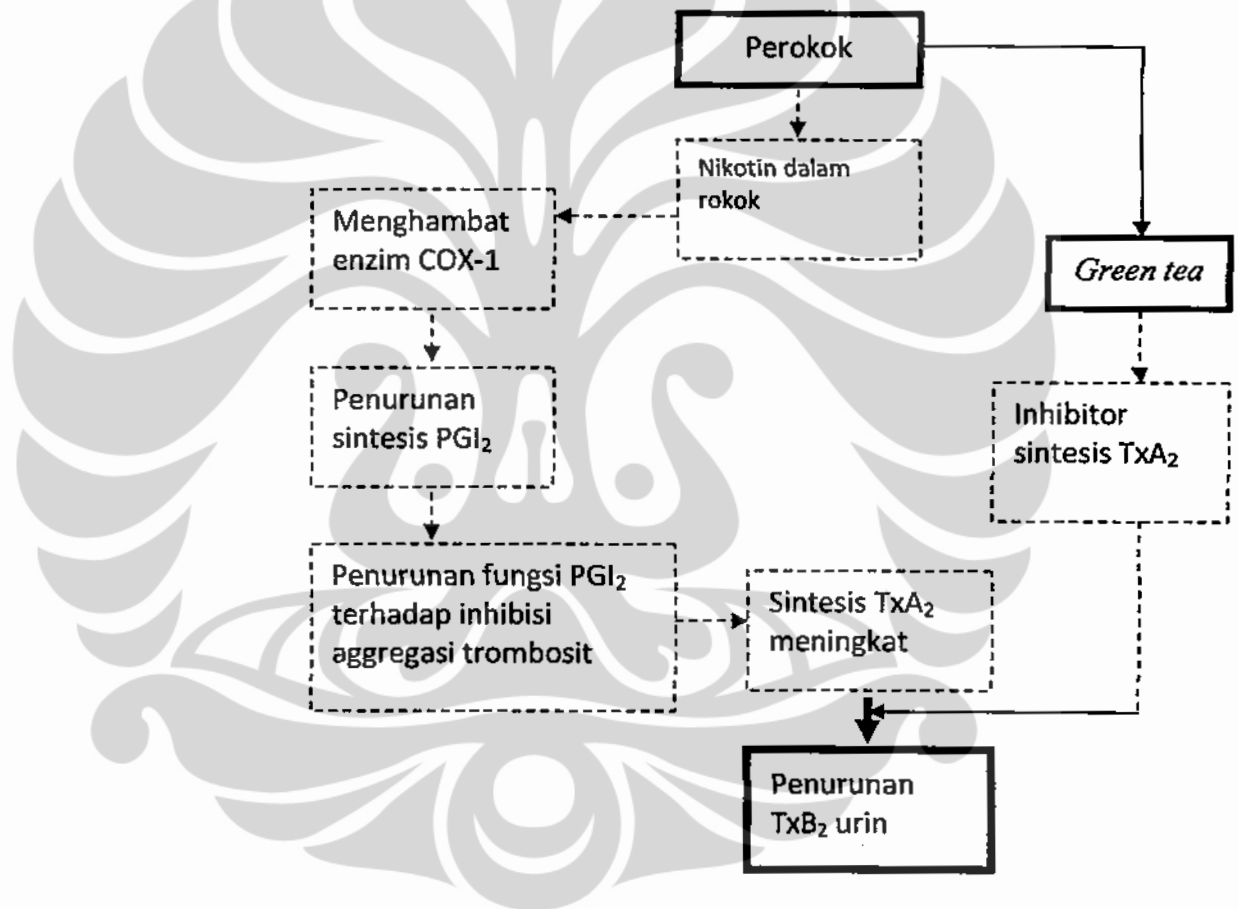 Perokok
Nikotin dalam
rokok
Menghambat
enzim COX-1
Green tea
Penurunan
sintesis PGI₂
Inhibitor
sintesis TxA₂
Penurunan fungsi PGI₂
terhadap inhibisi
aggregasi trombosit
Sintesis TxA₂
meningkat
Penurunan
TxB₂ urin